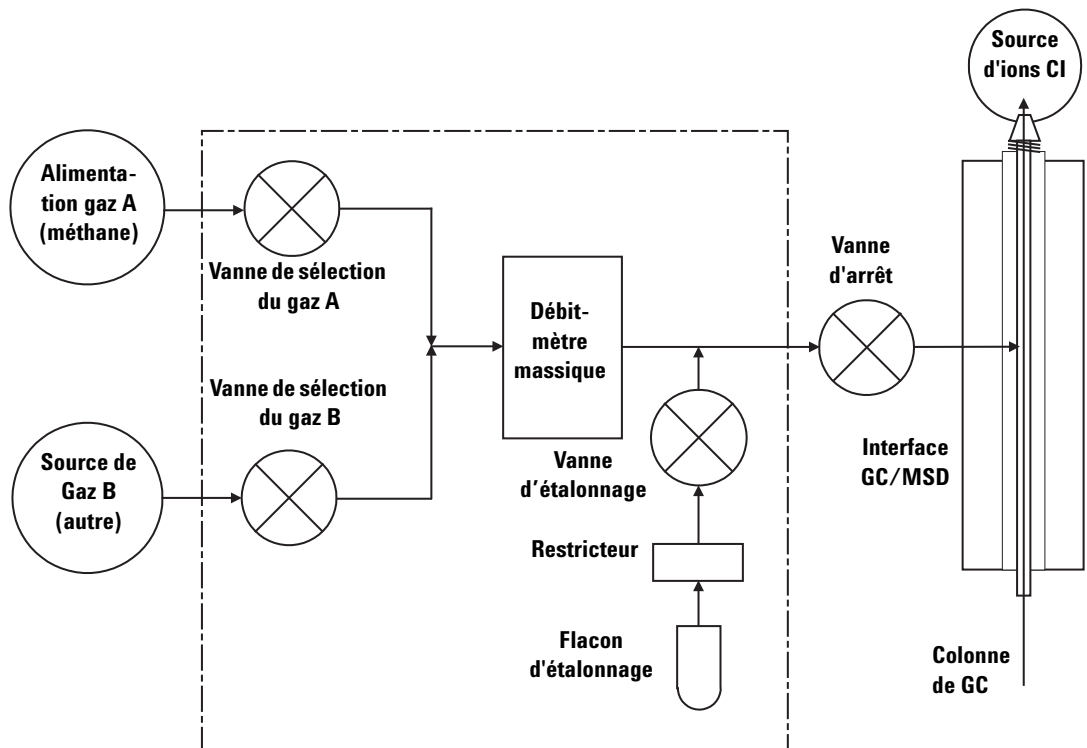 Source
d'ions CI
Alimenta-
tion gaz A
(méthane)
Vanne de sélection
du gaz A
Vanne
d'arrêt
Débit-
mètre
massique
Vanne de sélection
du gaz B
Source de
Gaz B
(autre)
Vanne
d’étalonnage
Interface
GC/MSD
Restricteur
Flacon
d'étalonnage
Colonne
de GC